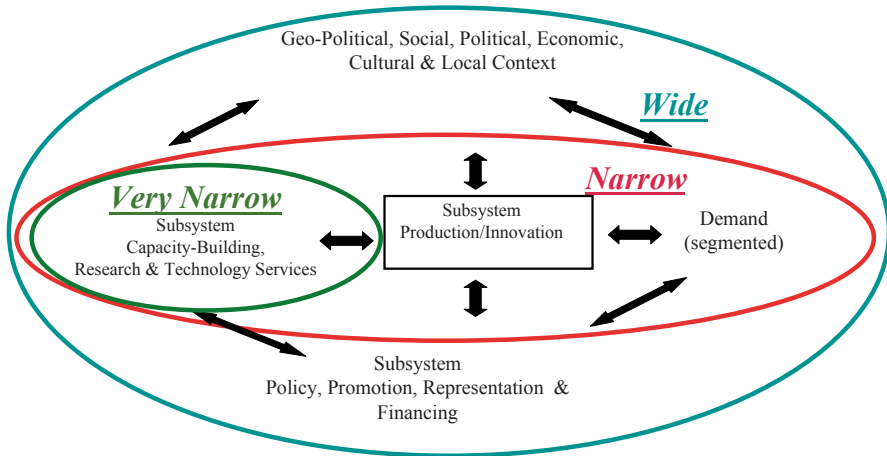 Geo-Political, Social, Political, Economic,
Cultural & Local Context
Wide
Very Narrow
Subsystem
Capacity-Building,
Research & Technology Services
Subsystem
Production/Innovation
Narrow
Demand
(segmented)
Subsystem
Policy, Promotion, Representation &
Financing